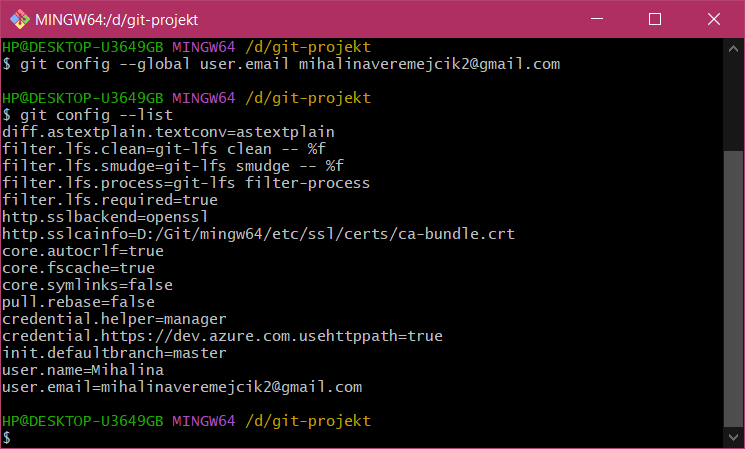 MINGW64:/d/git-projekt
HP@DESKTOP-U3649GB MINGW64 /d/git-projekt
$ git config --global user.email mihalinaveremejcik2@gmail.com
HP@DESKTOP-U3649GB MINGW64 /d/git-projekt
$ git config --list
diff.astextplain.textconv=astextplain
filter.lfs.clean=git-lfs clean -- %f
filter.lfs.smudge=git-lfs smudge -- %f
filter.lfs.process=git-lfs filter-process
filter.lfs.required=true
http.sslbackend=openssl
http.sslcainfo=D:/Git/mingw64/etc/ssl/certs/ca-bundle.crt
core.autocrlf=true
core.fscache=true
core.symlinks=false
pull.rebase=false
credential.helper=manager
credential.https://dev.azure.com.usehttppath=true
init.defaultbranch=master
user.name=Mihalina
user.email=mihalinaveremejcik2@gmail.com
HP@DESKTOP-U3649GB MINGW64 /d/git-projekt
$